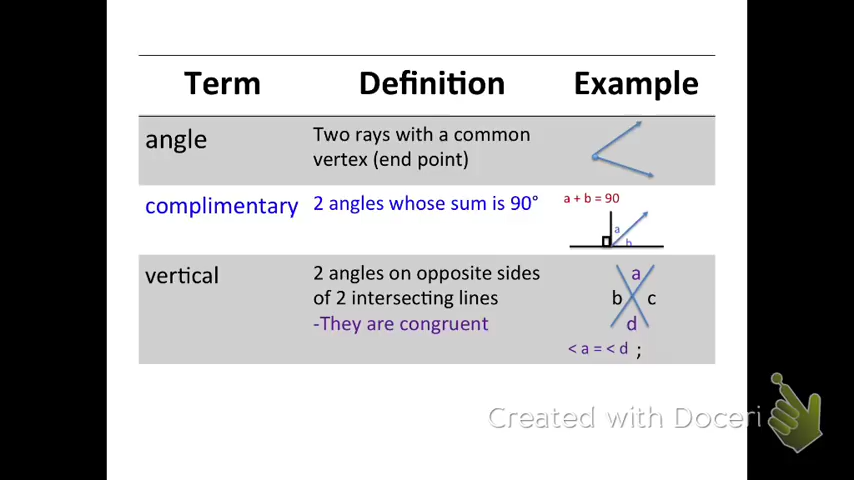 Term Definition Example
angle
Two rays with a common
vertex (end point)
complimentary
2 angles whose sum is 90°
a + b = 90
a
b
vertical
2 angles on opposite sides
of 2 intersecting lines
-They are congruent
a
b c
d
< a = < d ;
Created with Doceri